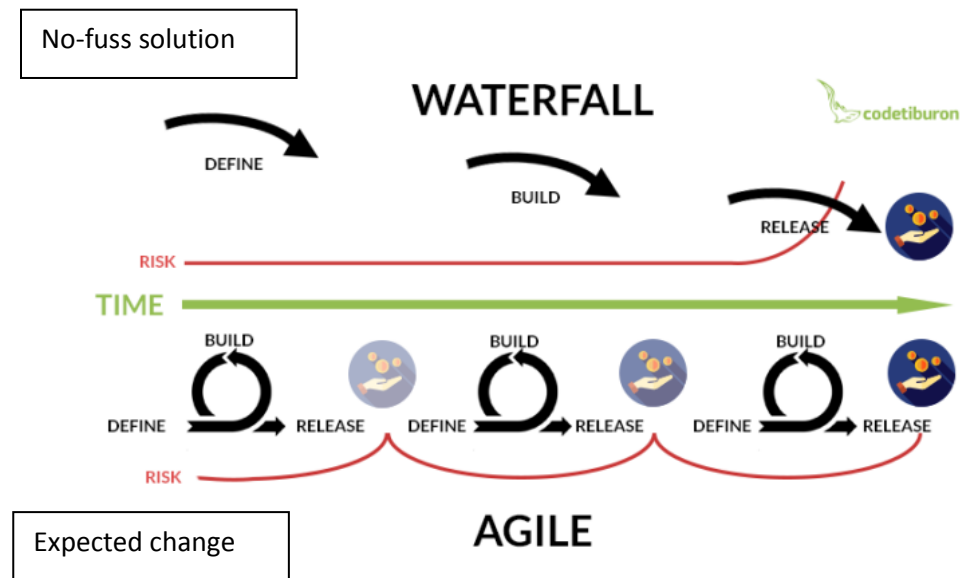 No-fuss solution
WATERFALL
codetiburon
DEFINE
BUILD
RELEASE
RISK
TIME
BUILD
BUILD
BUILD
DEFINE
RELEASE
DEFINE
RELEASE
DEFINE
RELEASE
RISK
AGILE
Expected change